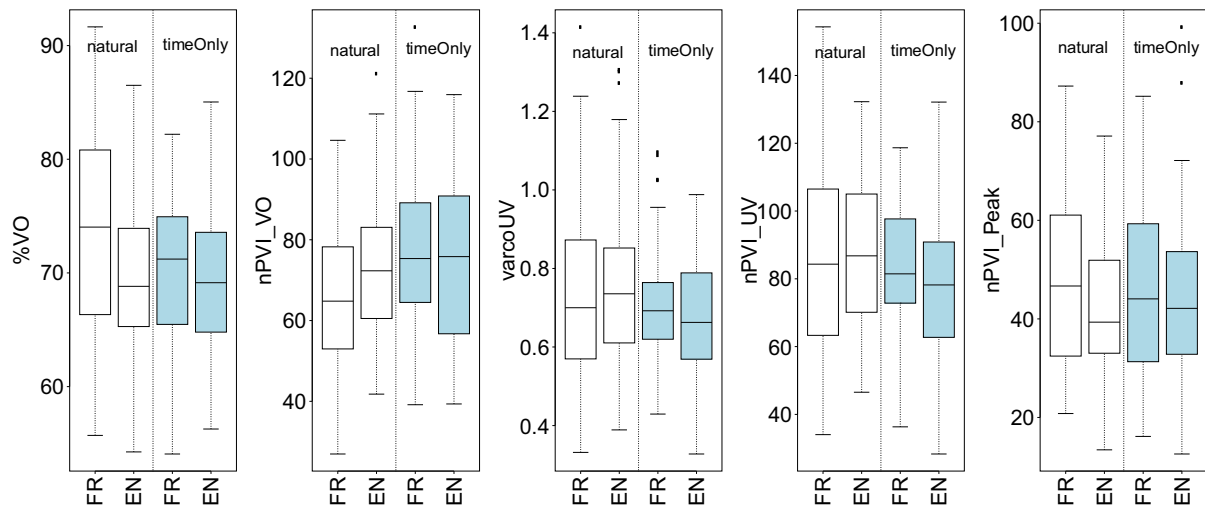 %VO
90
80
70
60
natural timeOnly
FR EN FR EN
nPVI_VO
120
100
80
60
40
natural timeOnly
FR EN FR EN
varcoUV
1.4
1.2
1.0
0.8
0.6
0.4
natural timeOnly
FR EN FR EN
nPVI_UV
140
120
100
80
60
40
natural timeOnly
FR EN FR EN
nPVI_Peak
100
80
60
40
20
natural timeOnly
FR EN FR EN